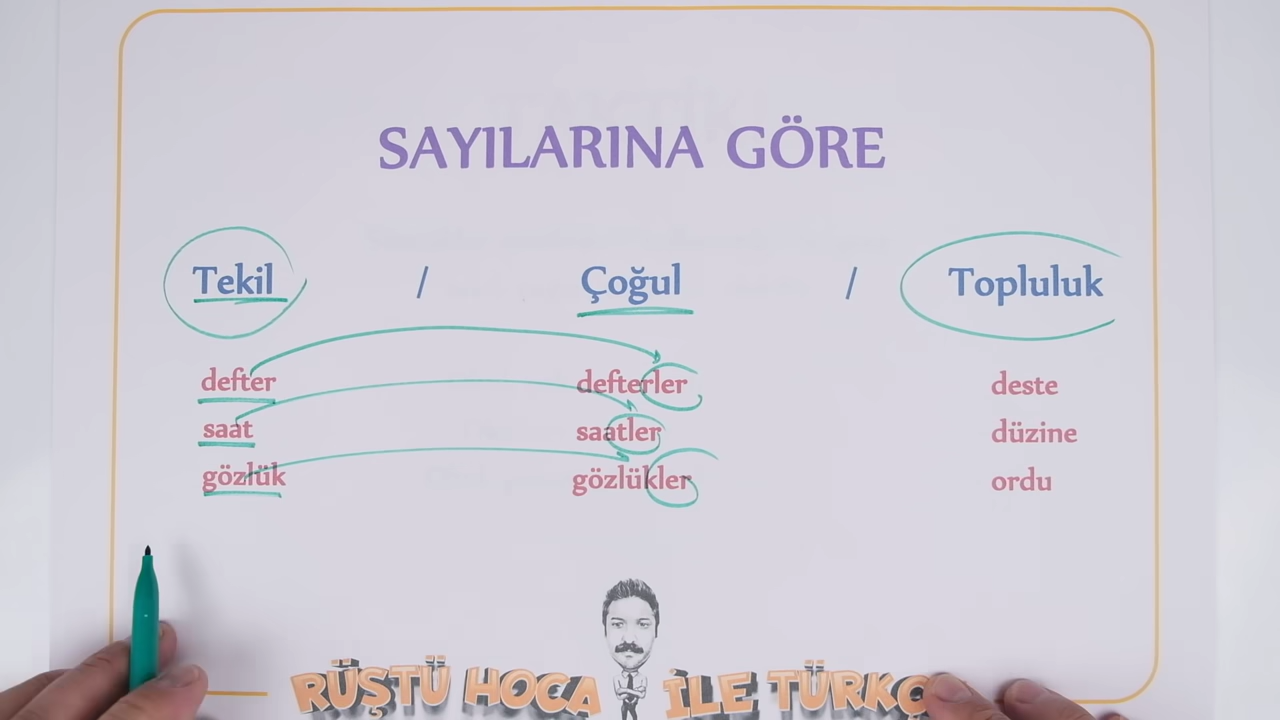 SAYILARINA GÖRE
Tekil / Çoğul / Topluluk
defter defterler deste
saat saatler düzine
gözlük gözlükler ordu
RÜŞTÜ HOCA İLE TÜRKÇ